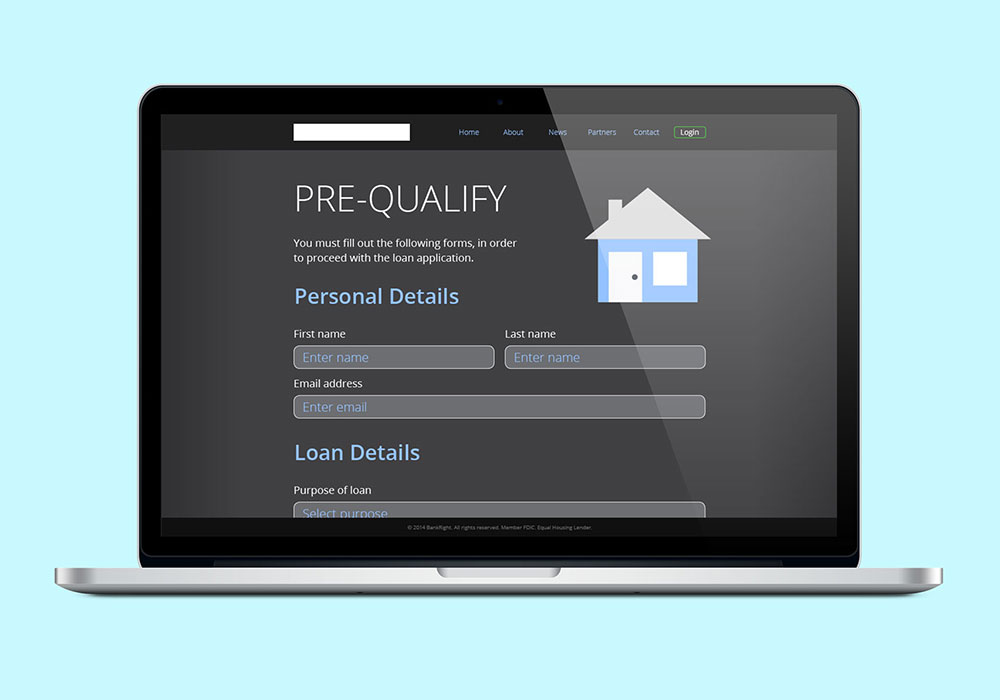 Home About News Partners Contact Login
PRE-QUALIFY
You must fill out the following forms, in order
to proceed with the loan application.
Personal Details
First name Last name
Enter name Enter name
Email address
Enter email
Loan Details
Purpose of loan
Select purpose
© 2014 BankRight. All rights reserved. Member FDIC. Equal Housing Lender.